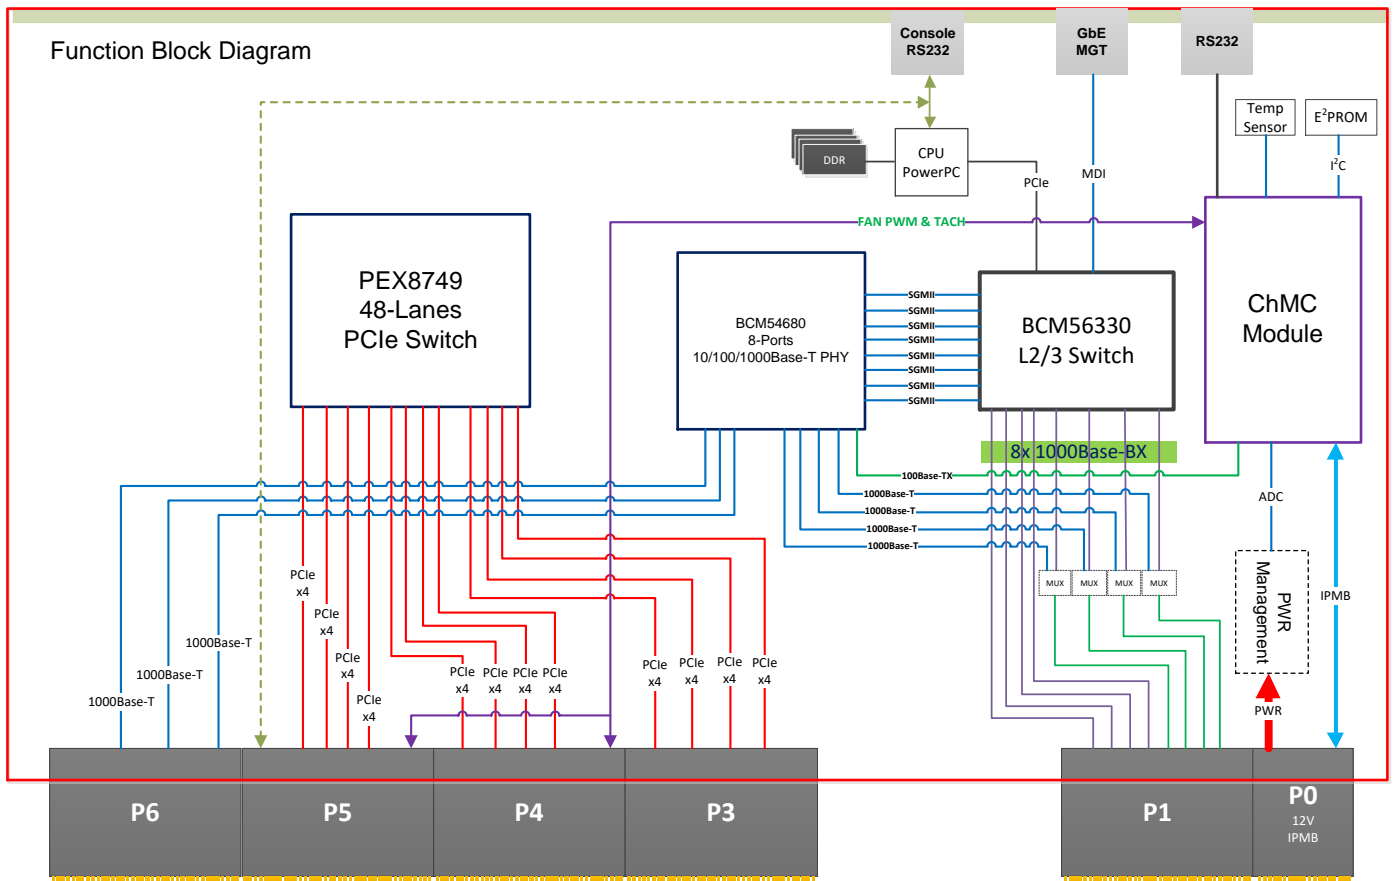 Function Block Diagram
Console
RS232
GbE
MGT
RS232
Temp
Sensor
E²PROM
DDR
CPU
PowerPC
PCIe
MDI
I²C
FAN PWM & TACH
PEX8749
48-Lanes
PCIe Switch
BCM54680
8-Ports
10/100/1000Base-T PHY
SGMII
SGMII
SGMII
SGMII
SGMII
SGMII
SGMII
SGMII
BCM56330
L2/3 Switch
ChMC
Module
8x 1000Base-BX
100Base-TX
1000Base-T
1000Base-T
1000Base-T
1000Base-T
ADC
MUX
MUX
MUX
MUX
PWR
Management
IPMB
PWR
PCIe
x4
PCIe
x4
PCIe
x4
PCIe
x4
PCIe
x4
PCIe
x4
PCIe
x4
PCIe
x4
PCIe
x4
PCIe
x4
PCIe
x4
PCIe
x4
1000Base-T
1000Base-T
1000Base-T
P6
P5
P4
P3
P1
P0
12V
IPMB